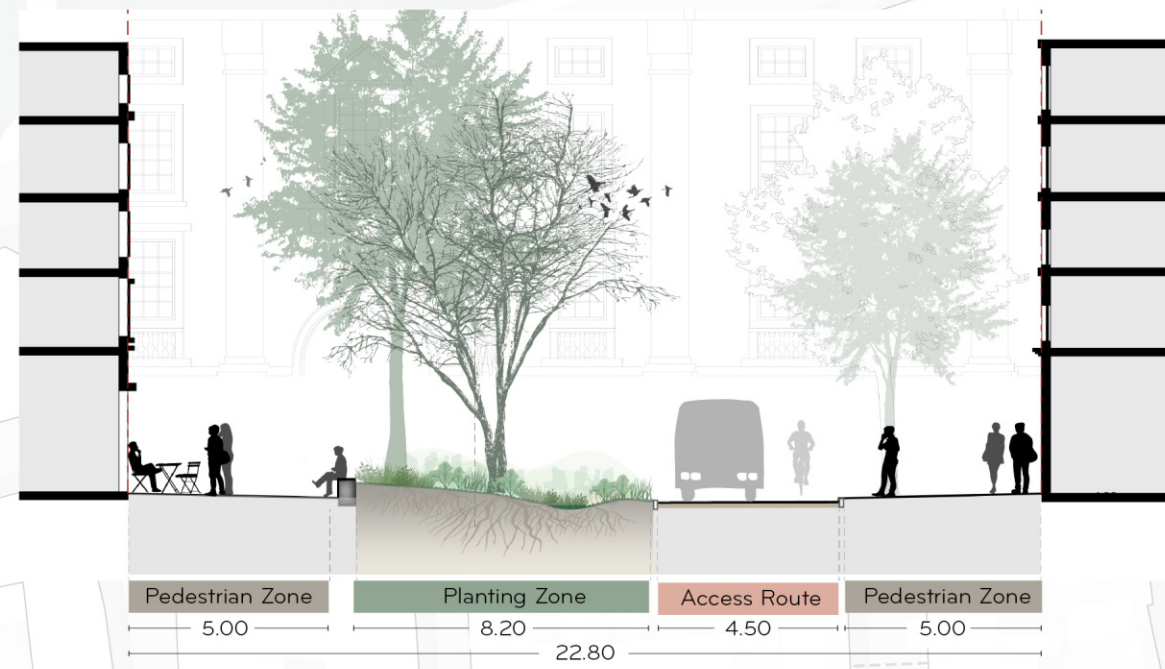 Pedestrian Zone
Planting Zone
Access Route
Pedestrian Zone
5.00
8.20
4.50
5.00
22.80